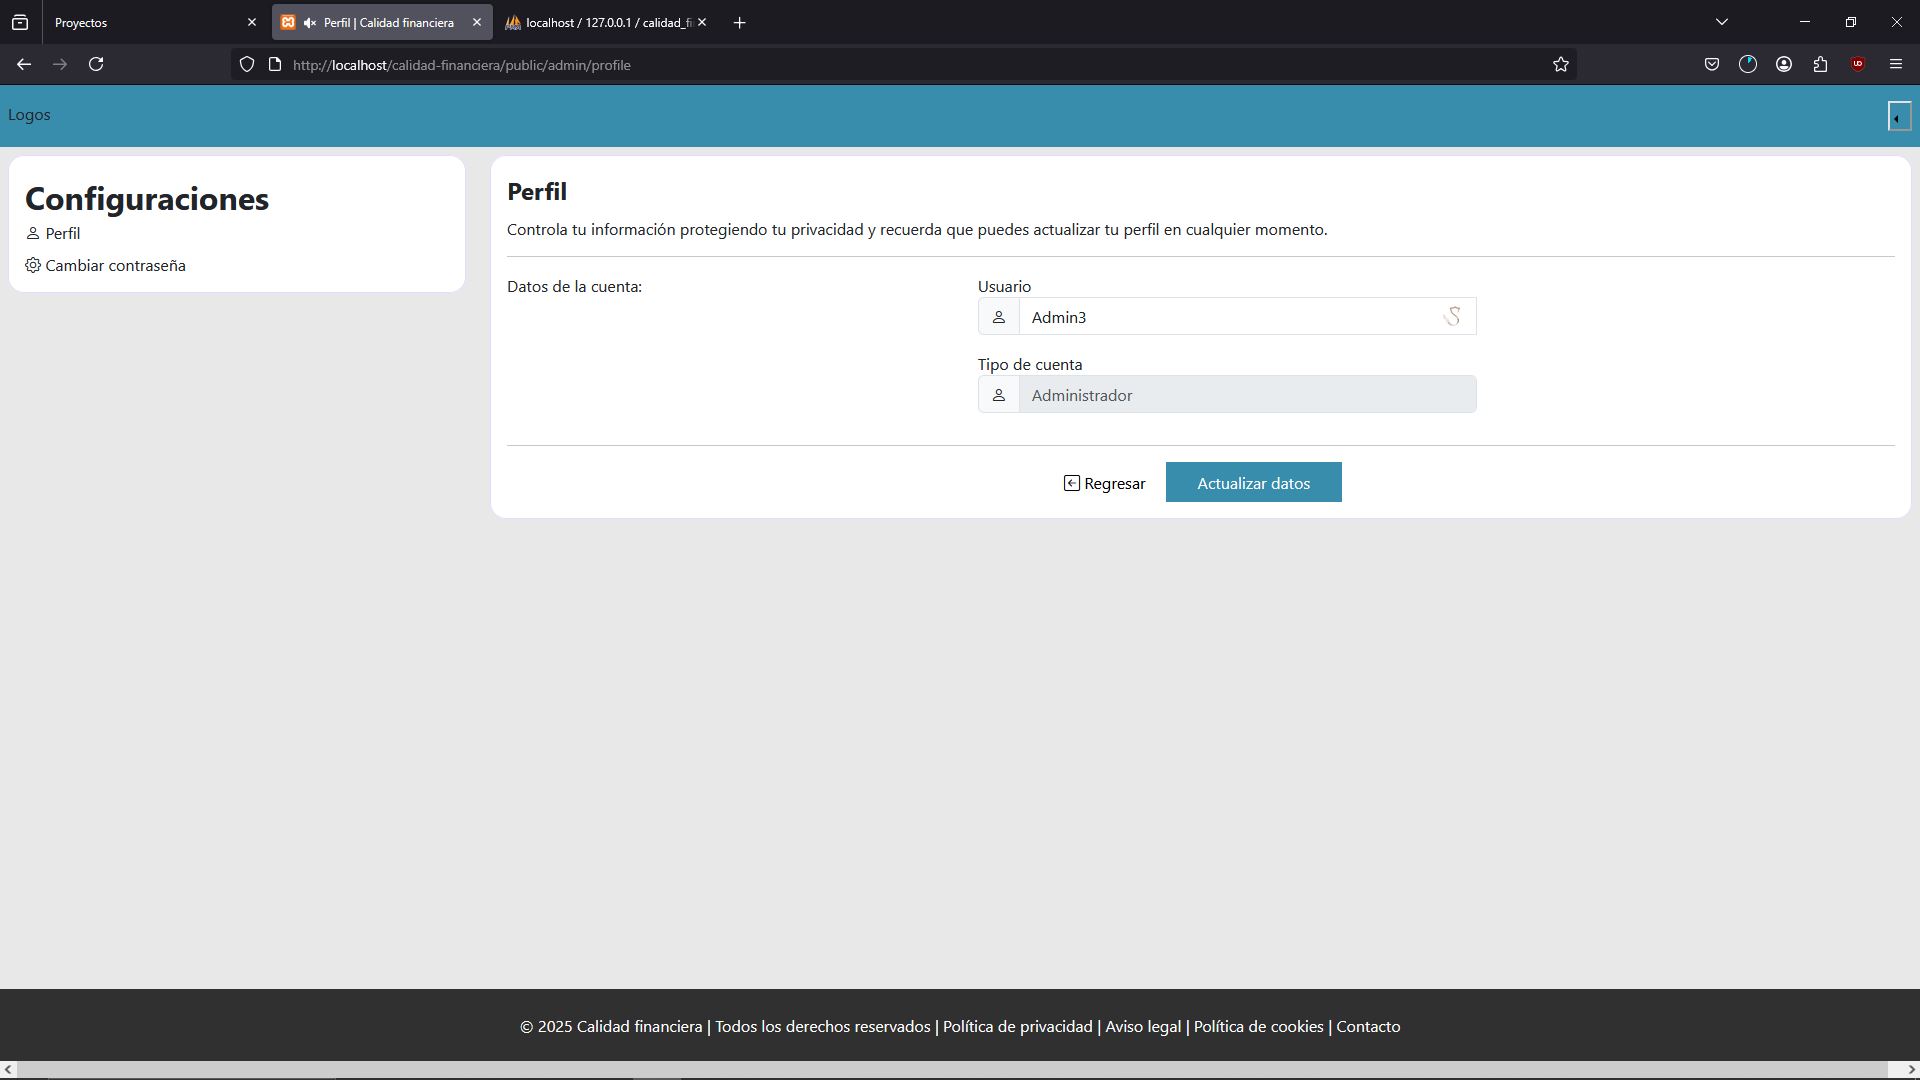 Proyectos
Perfil | Calidad financiera
localhost / 127.0.0.1 / calidad_fi
http://localhost/calidad-financiera/public/admin/profile
Logos
Configuraciones
Perfil
Cambiar contraseña
Perfil
Controla tu información protegiendo tu privacidad y recuerda que puedes actualizar tu perfil en cualquier momento.
Datos de la cuenta:
Usuario
Admin3
Tipo de cuenta
Administrador
Regresar
Actualizar datos
© 2025 Calidad financiera | Todos los derechos reservados | Política de privacidad | Aviso legal | Política de cookies | Contacto